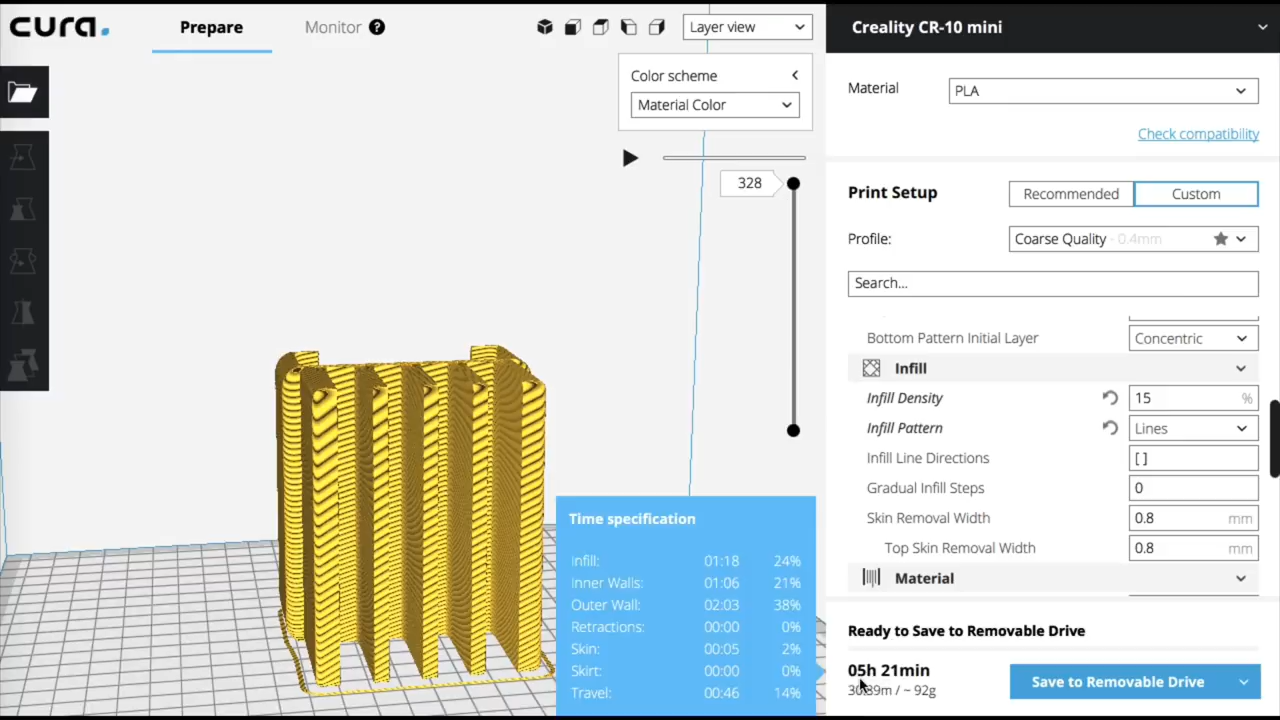 cura.
Prepare
Monitor ?
Layer view
Creality CR-10 mini
Color scheme
Material Color
328
Material
PLA
Check compatibility
Print Setup
Recommended
Custom
Profile:
Coarse Quality - 0.4mm
Search...
Bottom Pattern Initial Layer
Concentric
Infill
Infill Density
15 %
Infill Pattern
Lines
Infill Line Directions
[ ]
Gradual Infill Steps
0
Skin Removal Width
0.8 mm
Top Skin Removal Width
0.8 mm
Material
Time specification
Infill: 01:18 24%
Inner Walls: 01:06 21%
Outer Wall: 02:03 38%
Retractions: 00:00 0%
Skin: 00:05 2%
Skirt: 00:00 0%
Travel: 00:46 14%
Ready to Save to Removable Drive
05h 21min
/ ~ 92g
Save to Removable Drive